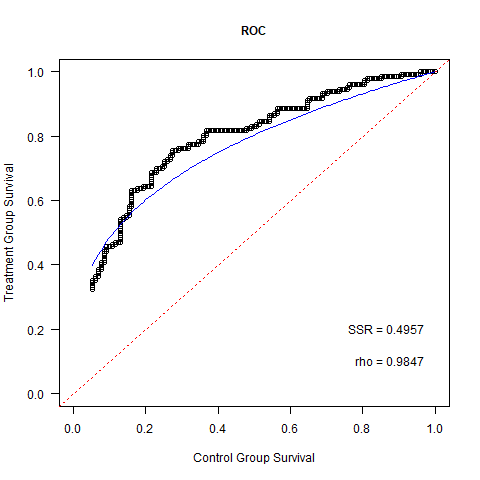 ROC
Treatment Group Survival
1.0
0.8
0.6
0.4
0.2
0.0
SSR = 0.4957
rho = 0.9847
0.0 0.2 0.4 0.6 0.8 1.0
Control Group Survival